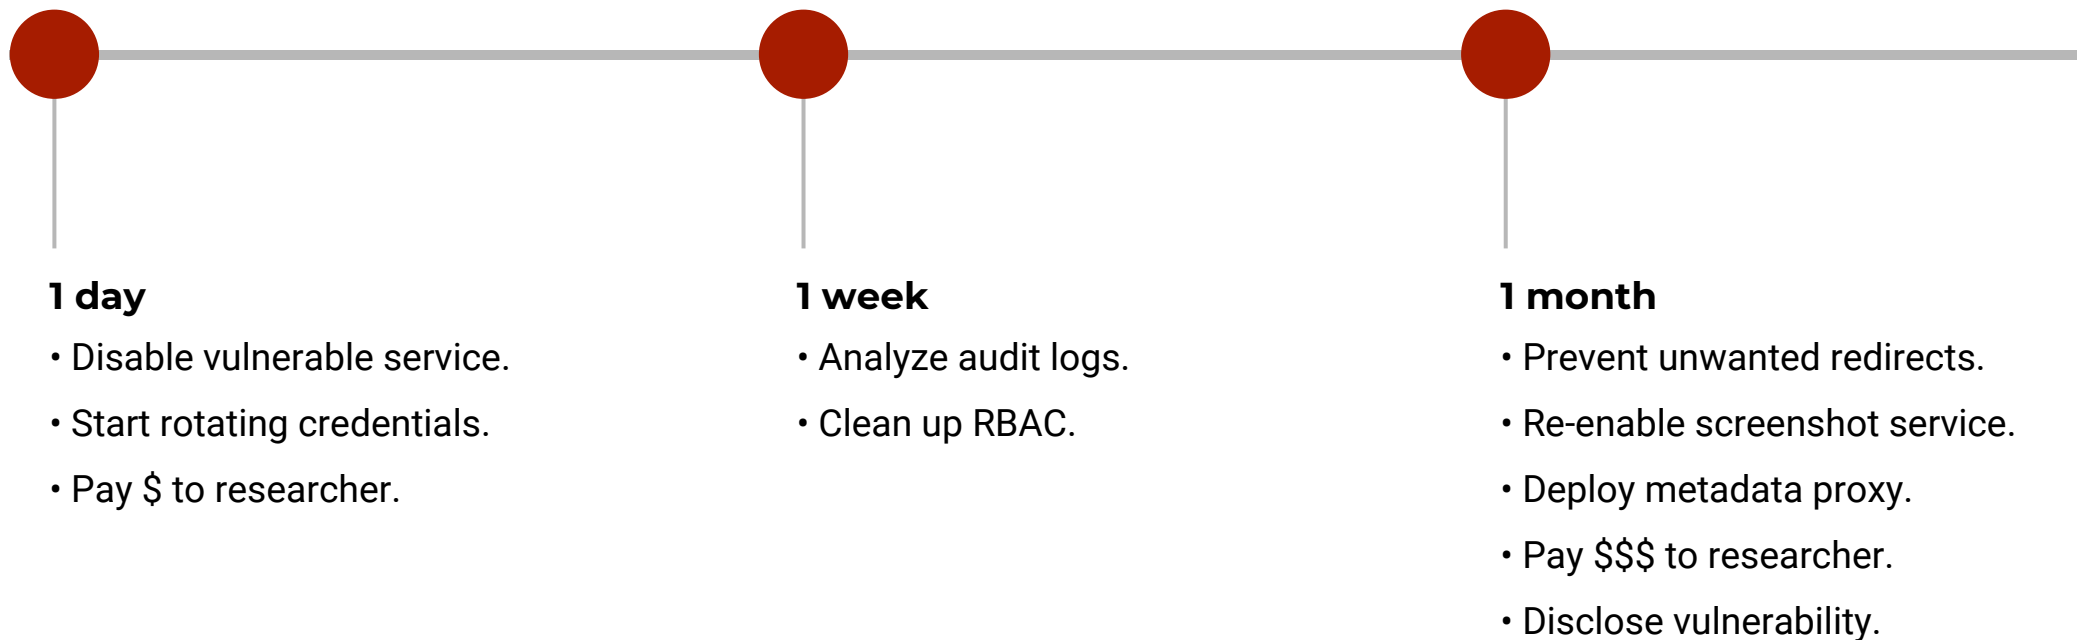 1 day
• Disable vulnerable service.
• Start rotating credentials.
• Pay $ to researcher.
1 week
• Analyze audit logs.
• Clean up RBAC.
1 month
• Prevent unwanted redirects.
• Re-enable screenshot service.
• Deploy metadata proxy.
• Pay $$$ to researcher.
• Disclose vulnerability.